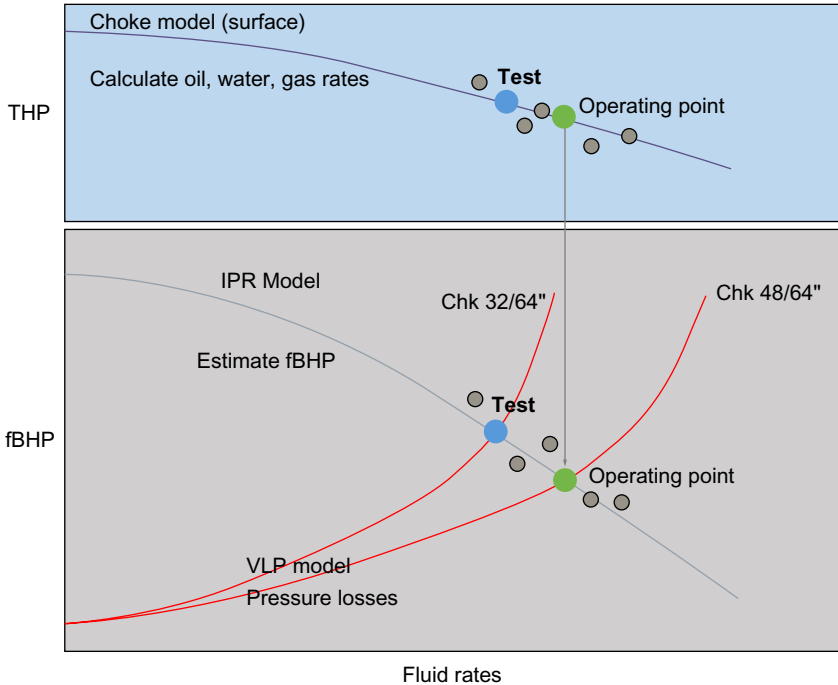 Choke model (surface)
Calculate oil, water, gas rates
Test
Operating point
THP
IPR Model
Chk 32/64"
Chk 48/64"
Estimate fBHP
Test
fBHP
Operating point
VLP model
Pressure losses
Fluid rates